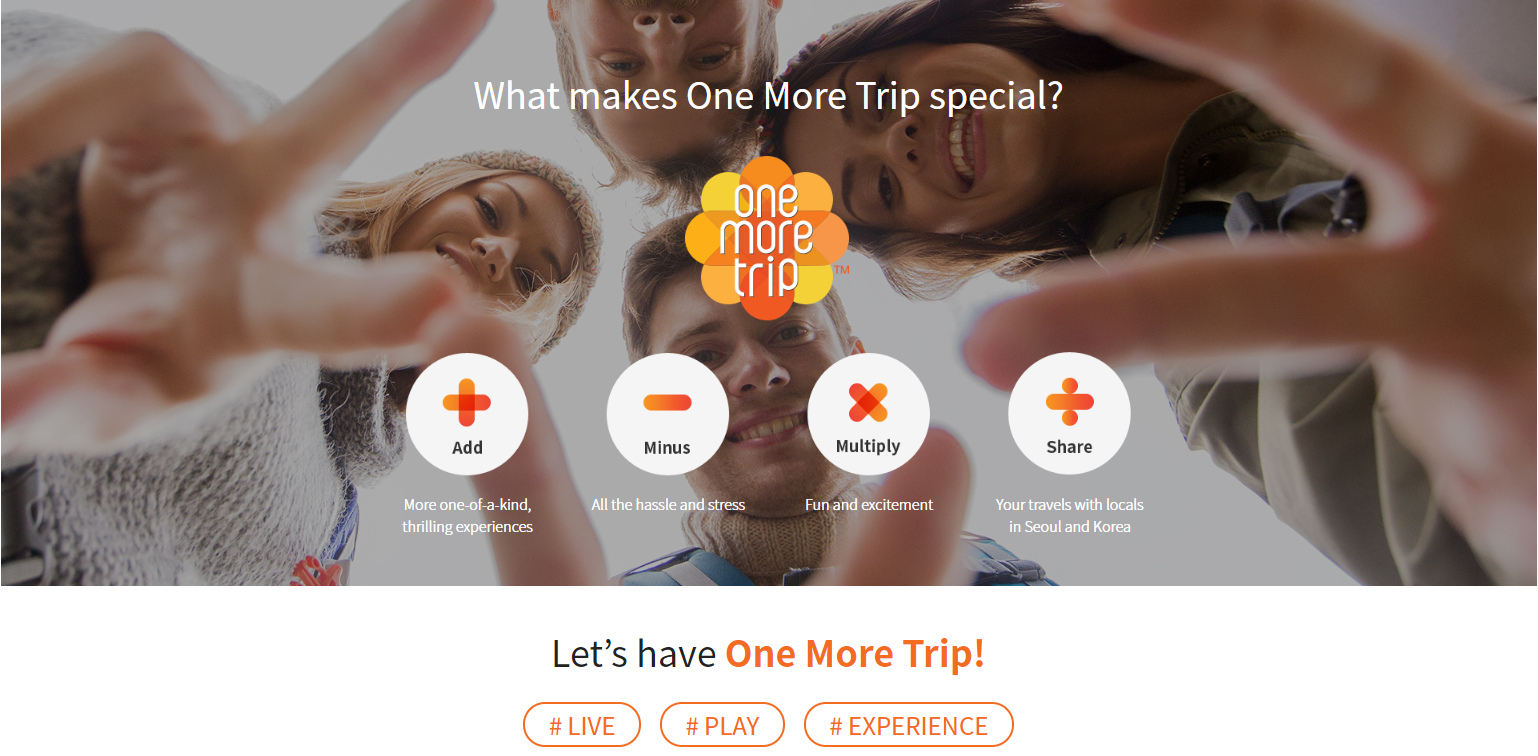 What makes One More Trip special?
one
more
trip
TM
Add
Minus
Multiply
Share
More one-of-a-kind,
thrilling experiences
All the hassle and stress
Fun and excitement
Your travels with locals
in Seoul and Korea
Let's have One More Trip!
# LIVE
# PLAY
# EXPERIENCE